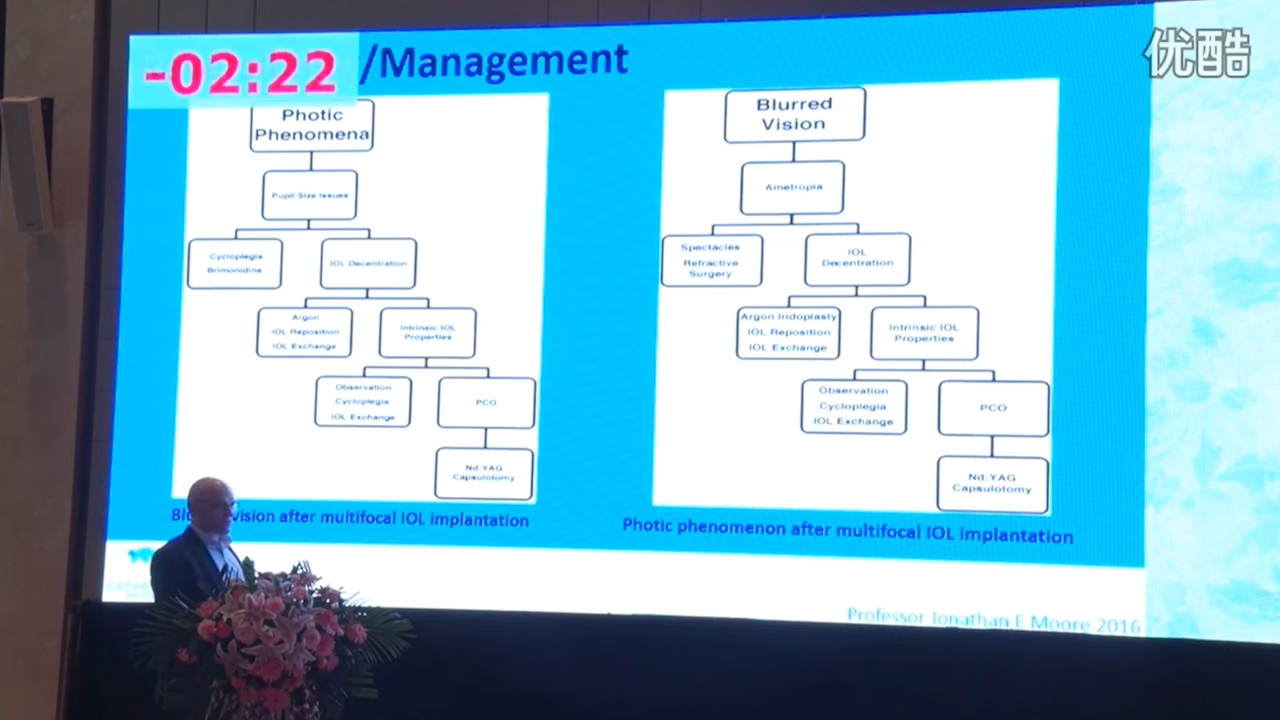 -02:22
/Management
优酷
Photic
Phenomena
Pupil Size Issues
Cycloplegia
Brimonidine
IOL Decentration
Argon
IOL Reposition
IOL Exchange
Intrinsic IOL
Properties
Observation
Cycloplegia
IOL Exchange
PCO
Nd:YAG
Capsulotomy
Blurred
Vision
Ametropia
Spectacles
Refractive
Surgery
IOL
Decentration
Argon Iridoplasty
IOL Reposition
IOL Exchange
Intrinsic IOL
Properties
Observation
Cycloplegia
IOL Exchange
PCO
Nd:YAG
Capsulotomy
vision after multifocal IOL implantation
Photic phenomenon after multifocal IOL implantation
Professor Jonathan E Moore 2016